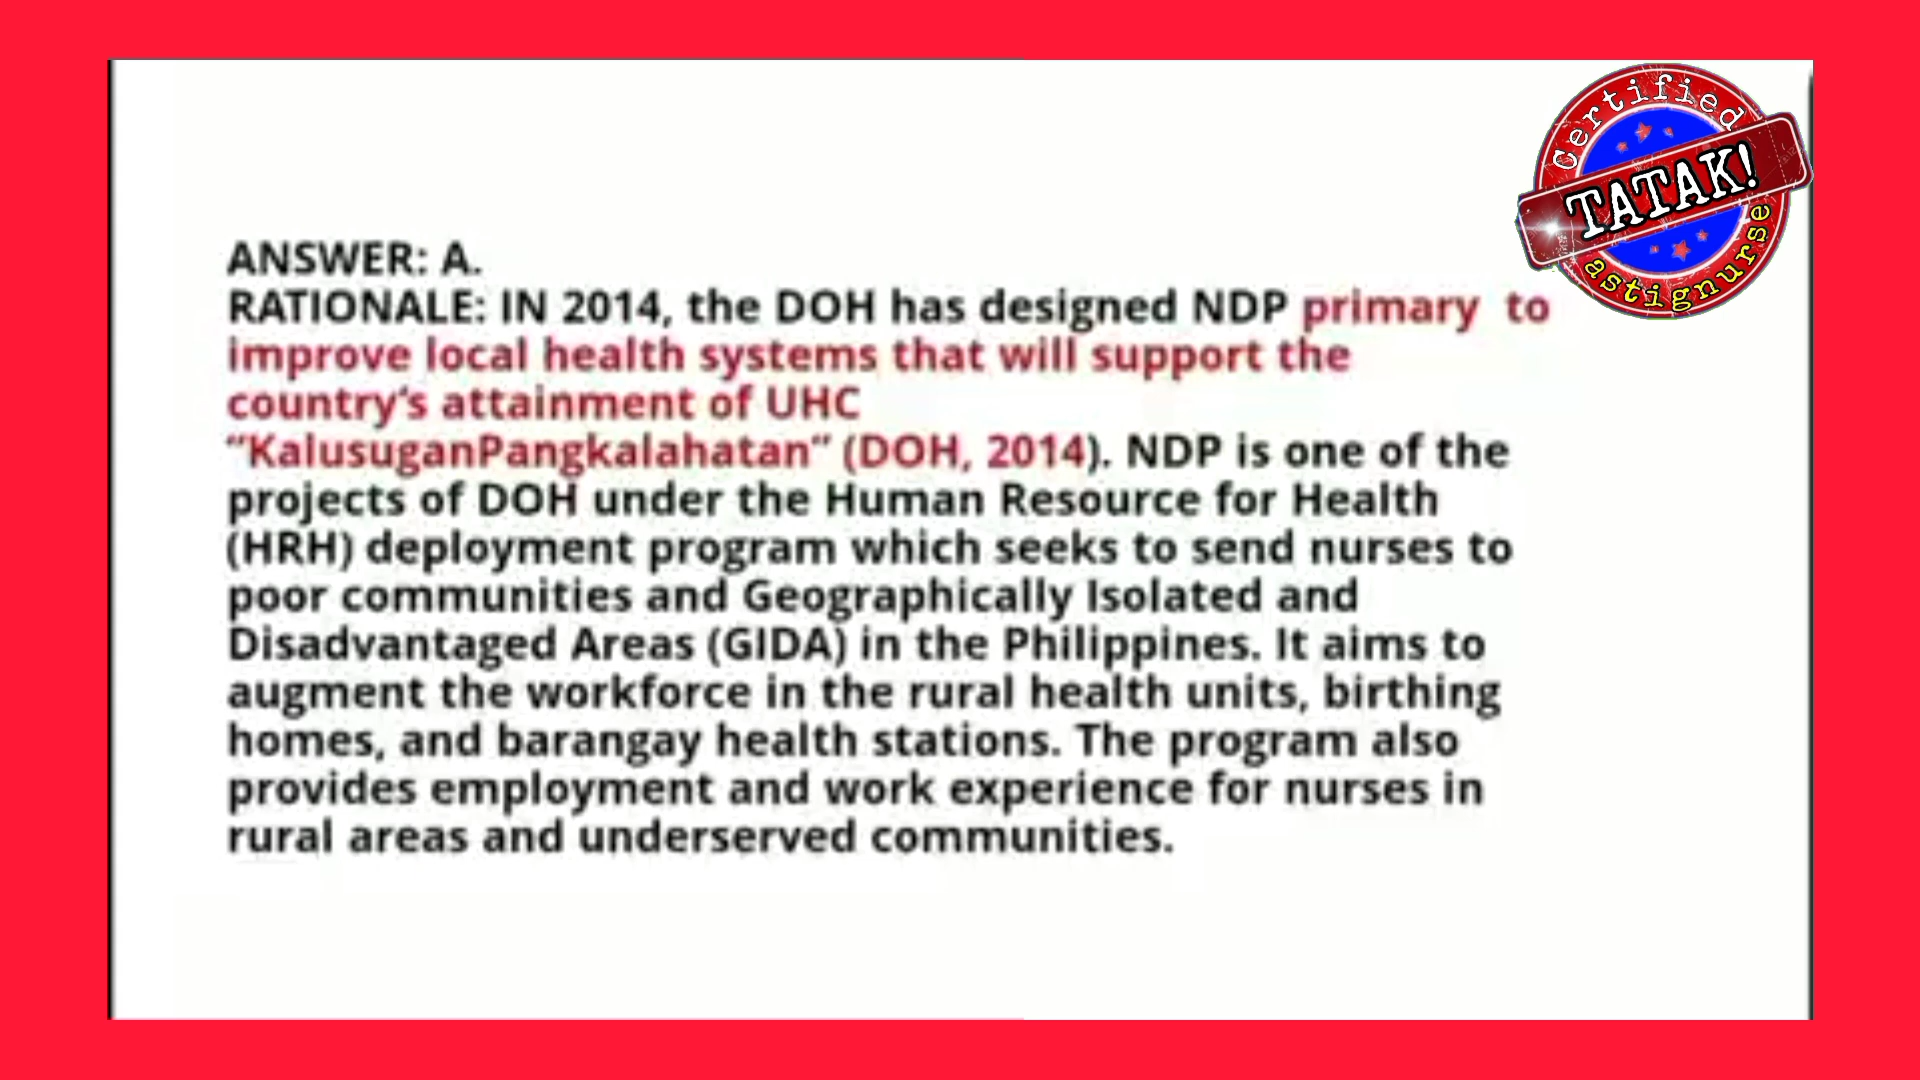 Certified
TATAK!
astignurse
ANSWER: A.
RATIONALE: IN 2014, the DOH has designed NDP primary to
improve local health systems that will support the
country's attainment of UHC
“KalusuganPangkalahatan” (DOH, 2014). NDP is one of the
projects of DOH under the Human Resource for Health
(HRH) deployment program which seeks to send nurses to
poor communities and Geographically Isolated and
Disadvantaged Areas (GIDA) in the Philippines. It aims to
augment the workforce in the rural health units, birthing
homes, and barangay health stations. The program also
provides employment and work experience for nurses in
rural areas and underserved communities.